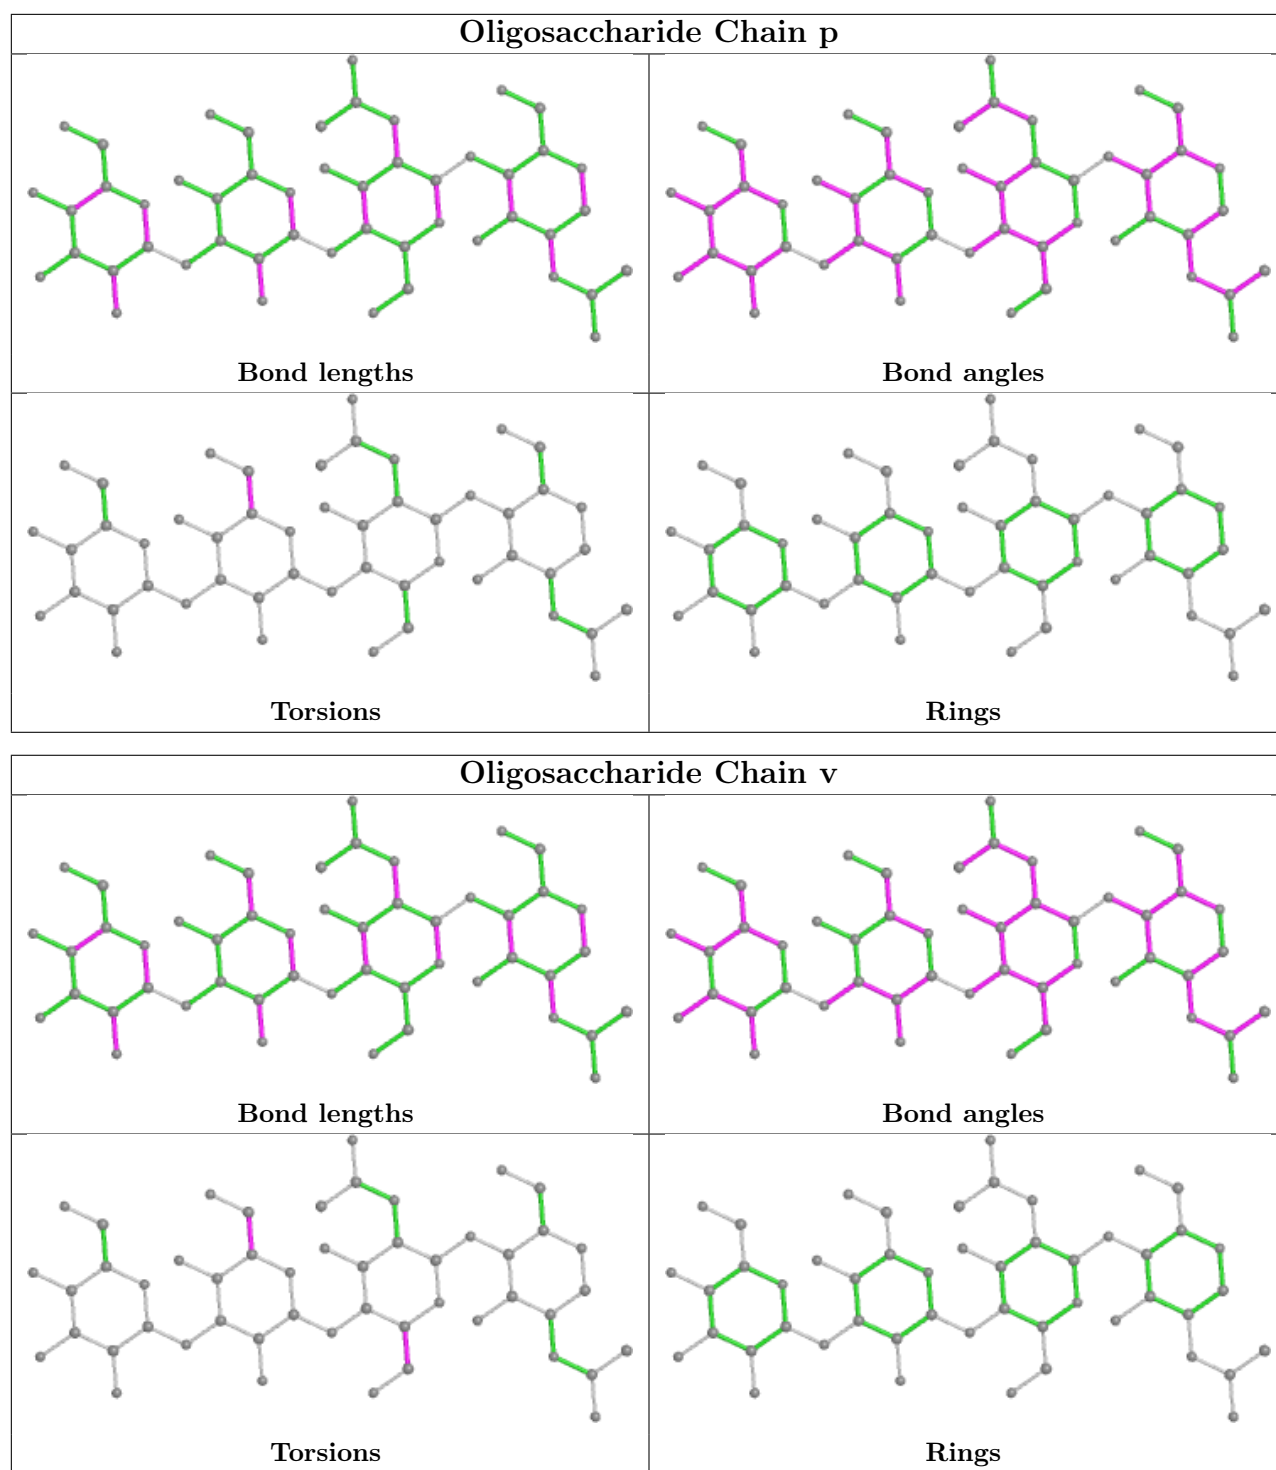 Oligosaccharide Chain p
Bond lengths
Bond angles
Torsions
Rings
Oligosaccharide Chain v
Bond lengths
Bond angles
Torsions
Rings